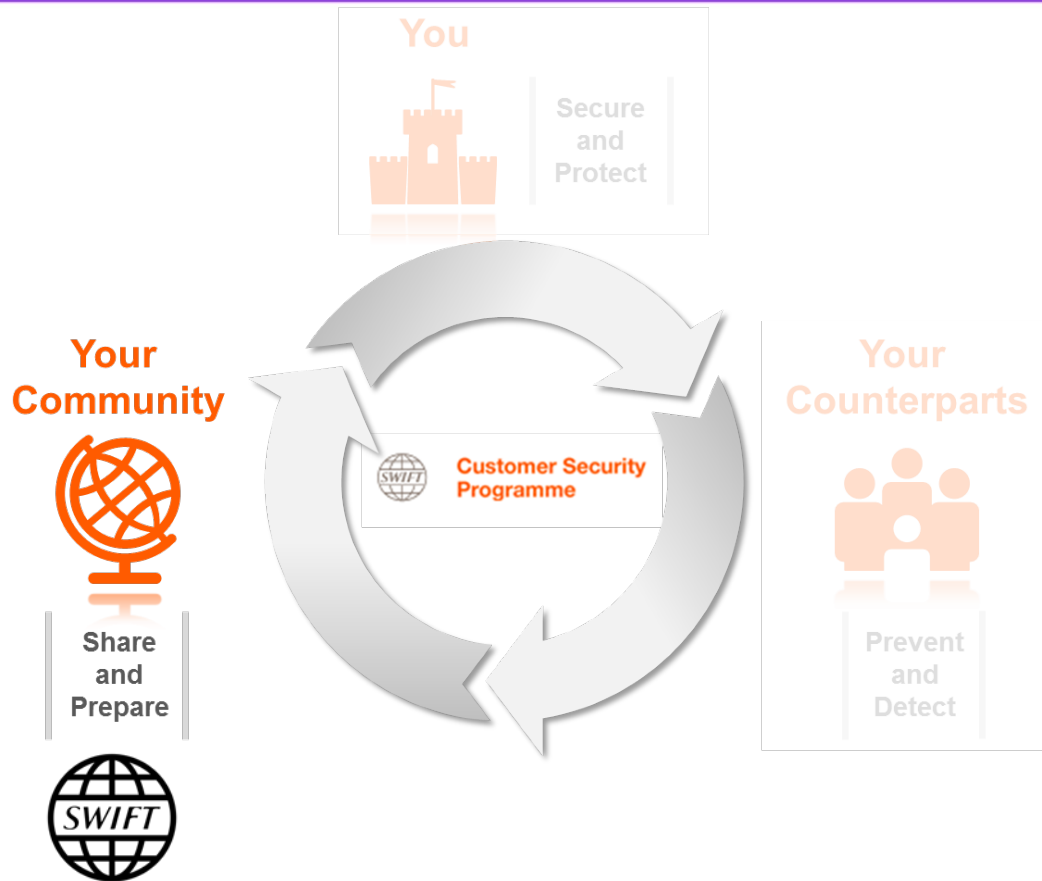 You
Secure
and
Protect
Your
Community
Share
and
Prepare
SWIFT
SWIFT
Customer Security
Programme
Your
Counterparts
Prevent
and
Detect